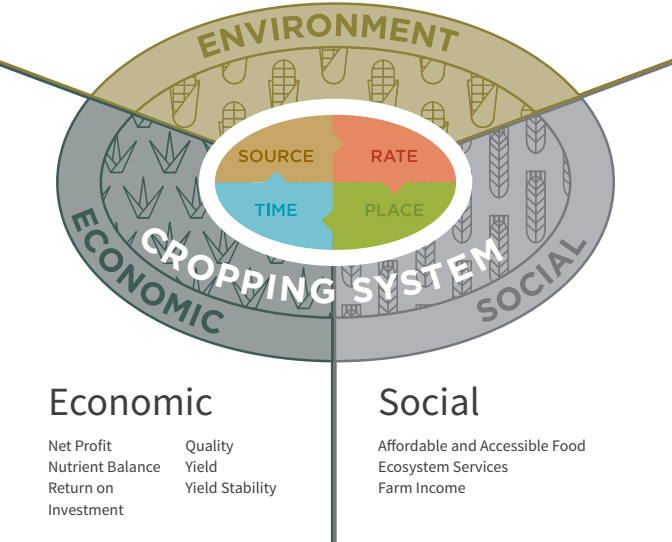 ENVIRONMENT
SOURCE
RATE
TIME
PLACE
CROPPING SYSTEM
ECONOMIC
SOCIAL
Economic
Net Profit
Nutrient Balance
Return on
Investment
Quality
Yield
Yield Stability
Social
Affordable and Accessible Food
Ecosystem Services
Farm Income